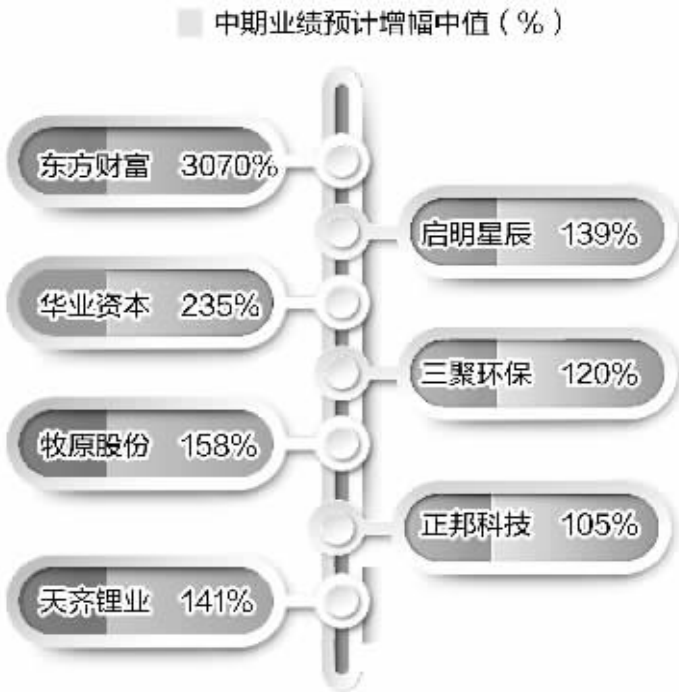 中期业绩预计增幅中值（%）
东方财富 3070%
启明星辰 139%
华业资本 235%
三聚环保 120%
牧原股份 158%
正邦科技 105%
天齐锂业 141%